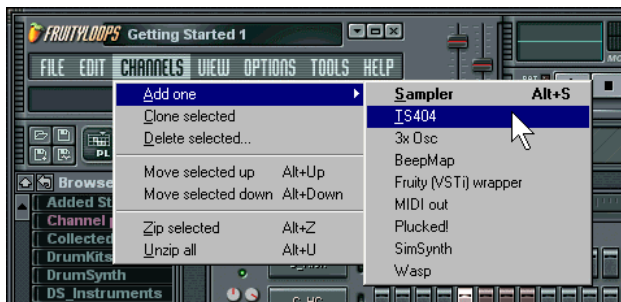 FRUITYLOOPS Getting Started 1
FILE EDIT CHANNELS VIEW OPTIONS TOOLS HELP
Add one
Clone selected
Delete selected...
Move selected up Alt+Up
Move selected down Alt+Down
Zip selected Alt+Z
Unzip all Alt+U
Sampler Alt+S
TS404
3x Osc
BeepMap
Fruity (VSTi) wrapper
MIDI out
Plucked!
SimSynth
Wasp
PL
Browse
Added St
Channel
Collected
DrumKits
DrumSynth
DS_Instruments